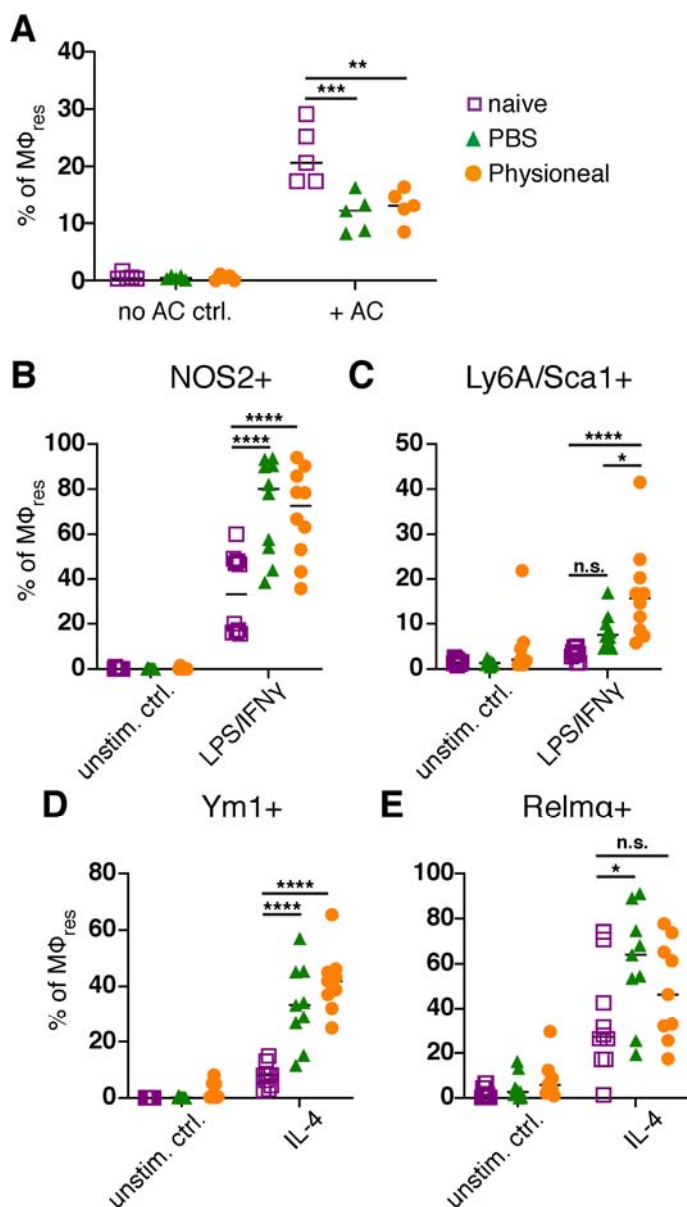 A
% of MΦres
40
30
20
10
0
no AC ctrl.
+ AC
**
***
naive
PBS
Physioneal
B
NOS2+
% of MΦres
100
80
60
40
20
0
unstim. ctrl.
LPS/IFNγ
****
****
C
Ly6A/Sca1+
50
40
30
20
10
0
unstim. ctrl.
LPS/IFNγ
****
*
n.s.
D
Ym1+
% of MΦres
80
60
40
20
0
unstim. ctrl.
IL-4
****
****
E
Relmα+
100
80
60
40
20
0
unstim. ctrl.
IL-4
n.s.
*